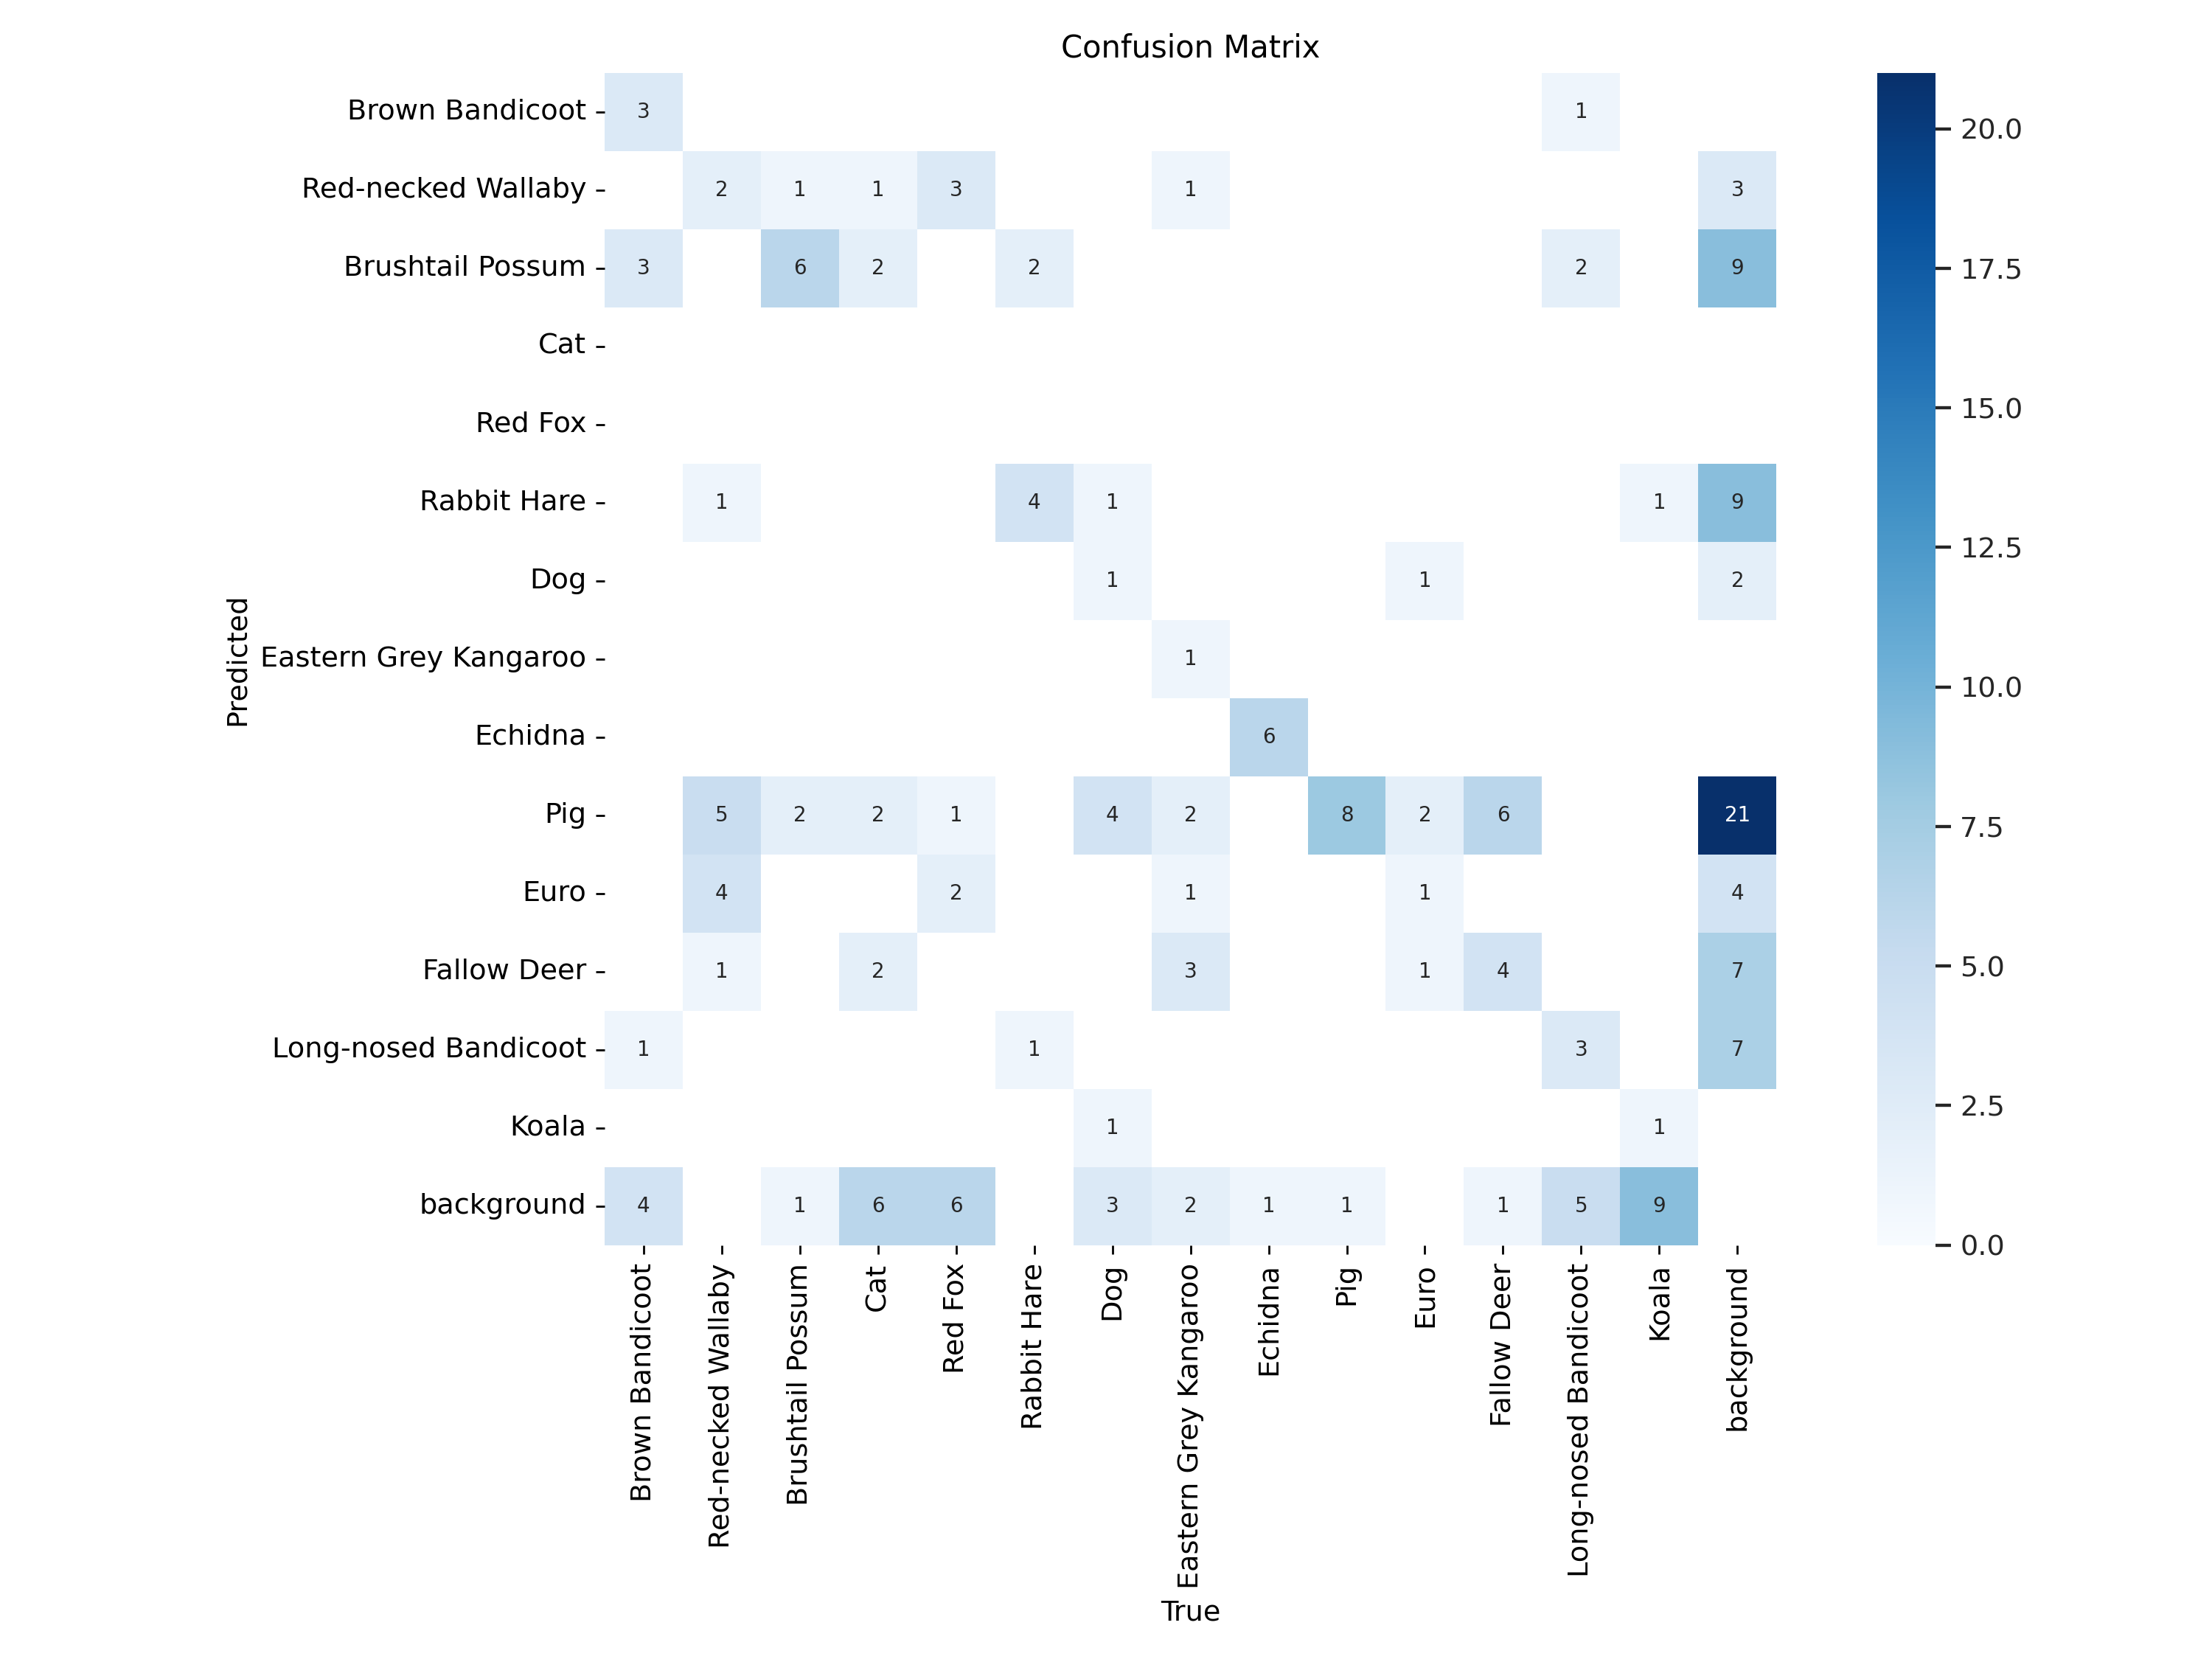 Confusion Matrix
Brown Bandicoot 3 1
Red-necked Wallaby 2 1 1 3 1 3
Brushtail Possum 3 6 2 2 2 9
Cat
Red Fox
Rabbit Hare 1 4 1 1 9
Dog 1 1 2
Eastern Grey Kangaroo 1
Echidna 6
Pig 5 2 2 1 4 2 8 2 6 21
Euro 4 2 1 1 4
Fallow Deer 1 2 3 1 4 7
Long-nosed Bandicoot 1 1 3 7
Koala 1 1
background 4 1 6 6 3 2 1 1 1 5 9
Predicted
Brown Bandicoot
Red-necked Wallaby
Brushtail Possum
Cat
Red Fox
Rabbit Hare
Dog
Eastern Grey Kangaroo
Echidna
Pig
Euro
Fallow Deer
Long-nosed Bandicoot
Koala
background
True
20.0
17.5
15.0
12.5
10.0
7.5
5.0
2.5
0.0